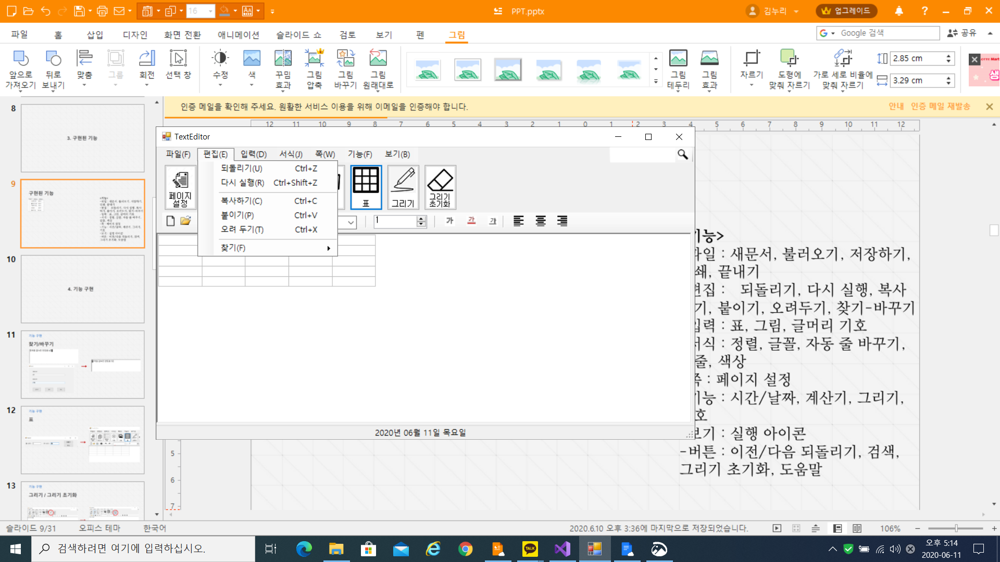 16
PPT.pptx
김누리
업그레이드
파일 홈 삽입 디자인 화면 전환 애니메이션 슬라이드 쇼 검토 보기 펜 그림
Google 검색
공유
앞으로 가져오기
뒤로 보내기
맞춤
그룹
회전
선택 창
수정
색
꾸밈 효과
그림 압축
그림 바꾸기
그림 원래대로
그림 테두리
그림 효과
자르기
도형에 맞춰 자르기
가로 세로 비율에 맞춰 자르기
2.85 cm
3.29 cm
인증 메일을 확인해 주세요. 원활한 서비스 이용을 위해 이메일을 인증해야 합니다.
안내 인증 메일 재발송
12 11 10 9 8 7 6 5 4 3 2 1 0 1 2 3 4 5 6 7 8 9 10 11 12
8
3. 구현된 기능
9
구현된 기능
10
4. 기능 구현
11
기능 구현
찾기/바꾸기
12
기능 구현
표
13
기능 구현
그리기 / 그리기 초기화
TextEditor
파일(F) 편집(E) 입력(D) 서식(J) 쪽(W) 기능(F) 보기(B)
되돌리기(U) Ctrl+Z
다시 실행(R) Ctrl+Shift+Z
복사하기(C) Ctrl+C
붙이기(P) Ctrl+V
오려 두기(T) Ctrl+X
찾기(F)
페이지 설정
표
그리기
그리기 초기화
1
가 가 가
2020년 06월 11일 목요일
기능>
파일 : 새문서, 불러오기, 저장하기,
쇄, 끝내기
편집 : 되돌리기, 다시 실행, 복사
기, 붙이기, 오려두기, 찾기-바꾸기
입력 : 표, 그림, 글머리 기호
서식 : 정렬, 글꼴, 자동 줄 바꾸기,
줄, 색상
쪽 : 페이지 설정
기능 : 시간/날짜, 계산기, 그리기,
호
보기 : 실행 아이콘
-버튼 : 이전/다음 되돌리기, 검색,
그리기 초기화, 도움말
5
6
7
슬라이드 9/31 오피스 테마 한국어
2020.6.10 오후 3:36에 마지막으로 저장되었습니다.
106%
검색하려면 여기에 입력하십시오.
TALK
오후 5:14
2020-06-11